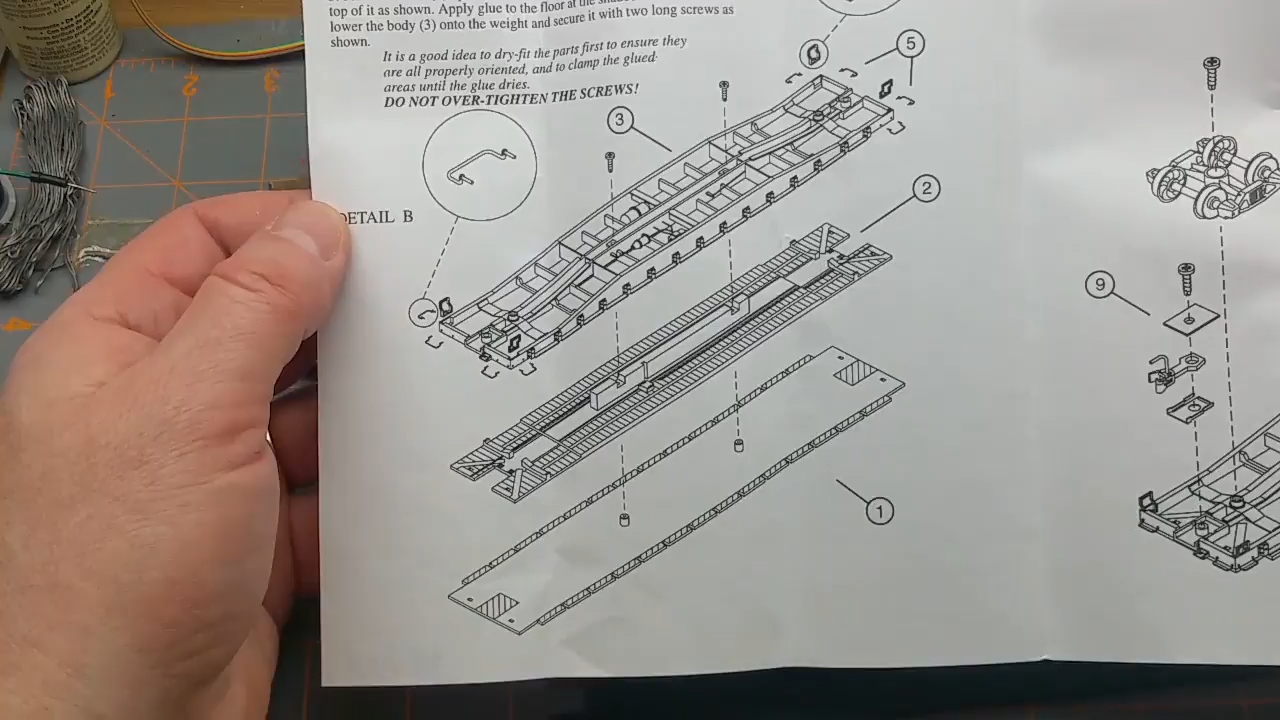 top of it as shown. Apply glue to the floor at the
lower the body (3) onto the weight and secure it with two long screws as
shown.
It is a good idea to dry-fit the parts first to ensure they
are all properly oriented, and to clamp the glued
areas until the glue dries.
DO NOT OVER-TIGHTEN THE SCREWS!
5
3
2
DETAIL B
9
1
1
2
3